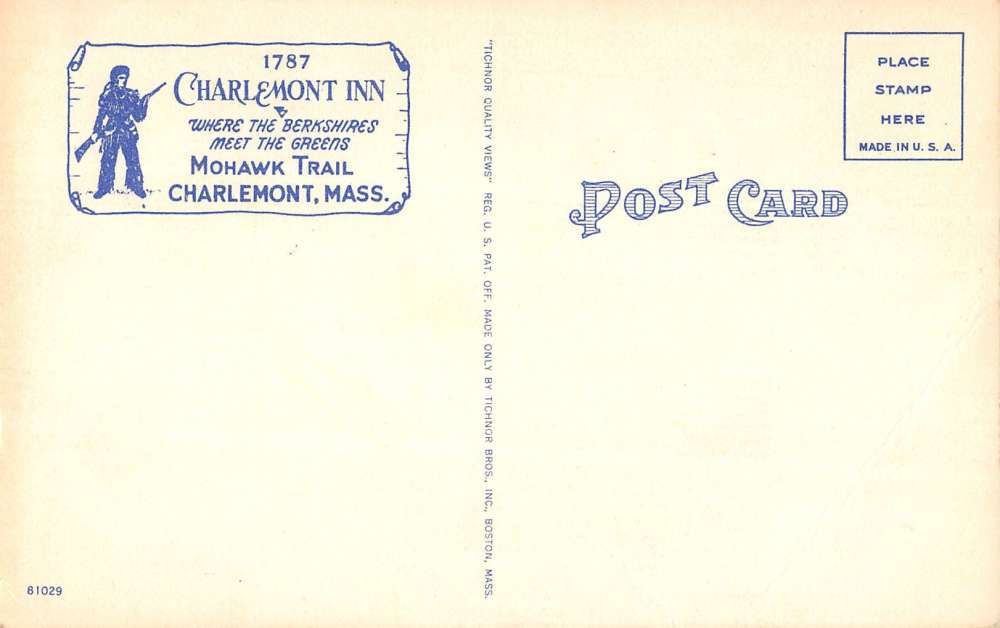 1787
CHARLEMONT INN
WHERE THE BERKSHIRES
MEET THE GREENS
MOHAWK TRAIL
CHARLEMONT, MASS.
"TICHNOR QUALITY VIEWS" REG. U. S. PAT. OFF. MADE ONLY BY TICHNOR BROS., INC., BOSTON, MASS.
PLACE
STAMP
HERE
MADE IN U. S. A.
POST CARD
81029